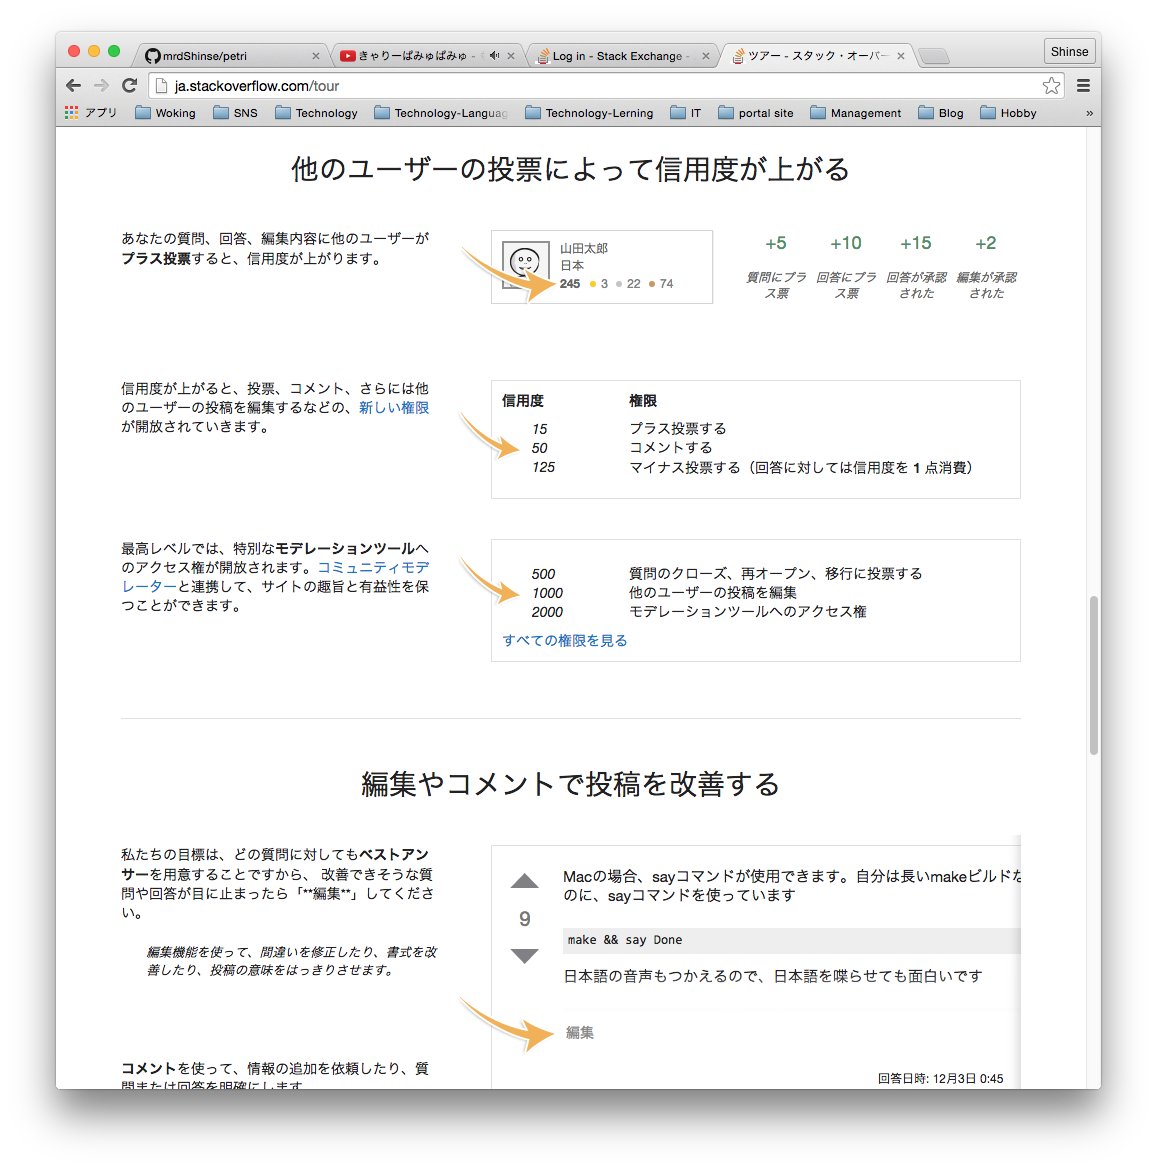 mrdShinse/petri
きゃりーぱみゅぱみゅ -
Log in - Stack Exchange -
ツアー - スタック・オーバー
Shinse
ja.stackoverflow.com/tour
アプリ
Woking
SNS
Technology
Technology-Languag
Technology-Lerning
IT
portal site
Management
Blog
Hobby
»
他のユーザーの投票によって信用度が上がる
あなたの質問、回答、編集内容に他のユーザーが
プラス投票すると、信用度が上がります。
山田太郎
日本
245 3 22 74
+5 +10 +15 +2
質問にプラ 回答にプラ 回答が承認 編集が承認
ス票 ス票 された された
信用度が上がると、投票、コメント、さらには他
のユーザーの投稿を編集するなどの、新しい権限
が開放されていきます。
信用度 権限
15 プラス投票する
50 コメントする
125 マイナス投票する（回答に対しては信用度を 1 点消費）
最高レベルでは、特別なモデレーションツールへ
のアクセス権が開放されます。コミュニティモデ
レーターと連携して、サイトの趣旨と有益性を保
つことができます。
500 質問のクローズ、再オープン、移行に投票する
1000 他のユーザーの投稿を編集
2000 モデレーションツールへのアクセス権
すべての権限を見る
編集やコメントで投稿を改善する
私たちの目標は、どの質問に対してもベストアン
サーを用意することですから、 改善できそうな質
問や回答が目に止まったら「**編集**」してくださ
い。
編集機能を使って、間違いを修正したり、書式を改
善したり、投稿の意味をはっきりさせます。
9
Macの場合、sayコマンドが使用できます。自分は長いmakeビルドな
のに、sayコマンドを使っています
make && say Done
日本語の音声もつかえるので、日本語を喋らせても面白いです
編集
回答日時: 12月3日 0:45
コメントを使って、情報の追加を依頼したり、質
問または回答を明確にします。